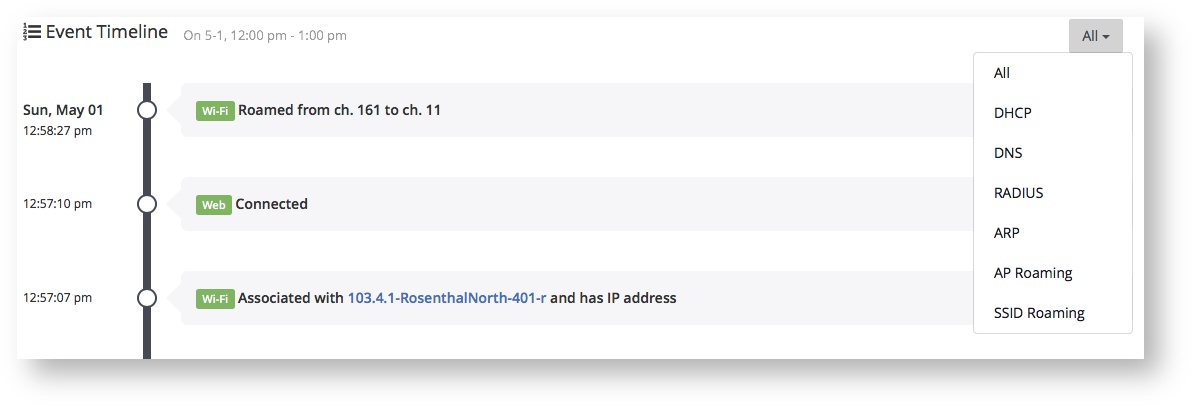 Event Timeline On 5-1, 12:00 pm - 1:00 pm All
All
DHCP
DNS
RADIUS
ARP
AP Roaming
SSID Roaming
Sun, May 01
12:58:27 pm
Wi-Fi Roamed from ch. 161 to ch. 11
12:57:10 pm
Web Connected
12:57:07 pm
Wi-Fi Associated with 103.4.1-RosenthalNorth-401-r and has IP address